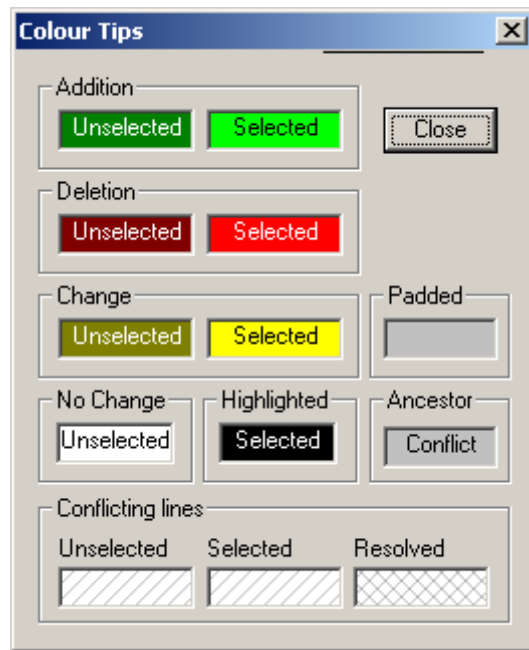 Colour Tips
Addition
Unselected Selected
Close
Deletion
Unselected Selected
Change
Unselected Selected
Padded
No Change
Unselected
Highlighted
Selected
Ancestor
Conflict
Conflicting lines
Unselected Selected Resolved